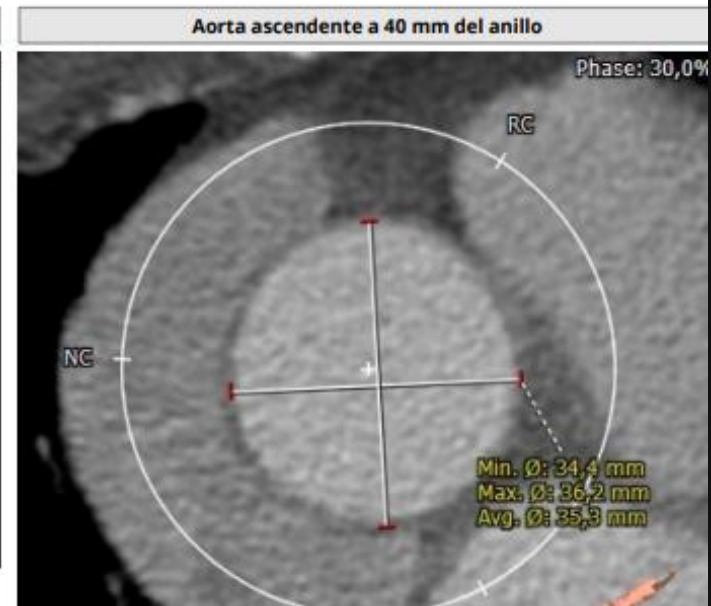 Aorta ascendente a 40 mm del anillo
Phase: 30,0%
RC
NC
Min. Ø: 34,4 mm
Max. Ø: 36,2 mm
Avg. Ø: 35,3 mm